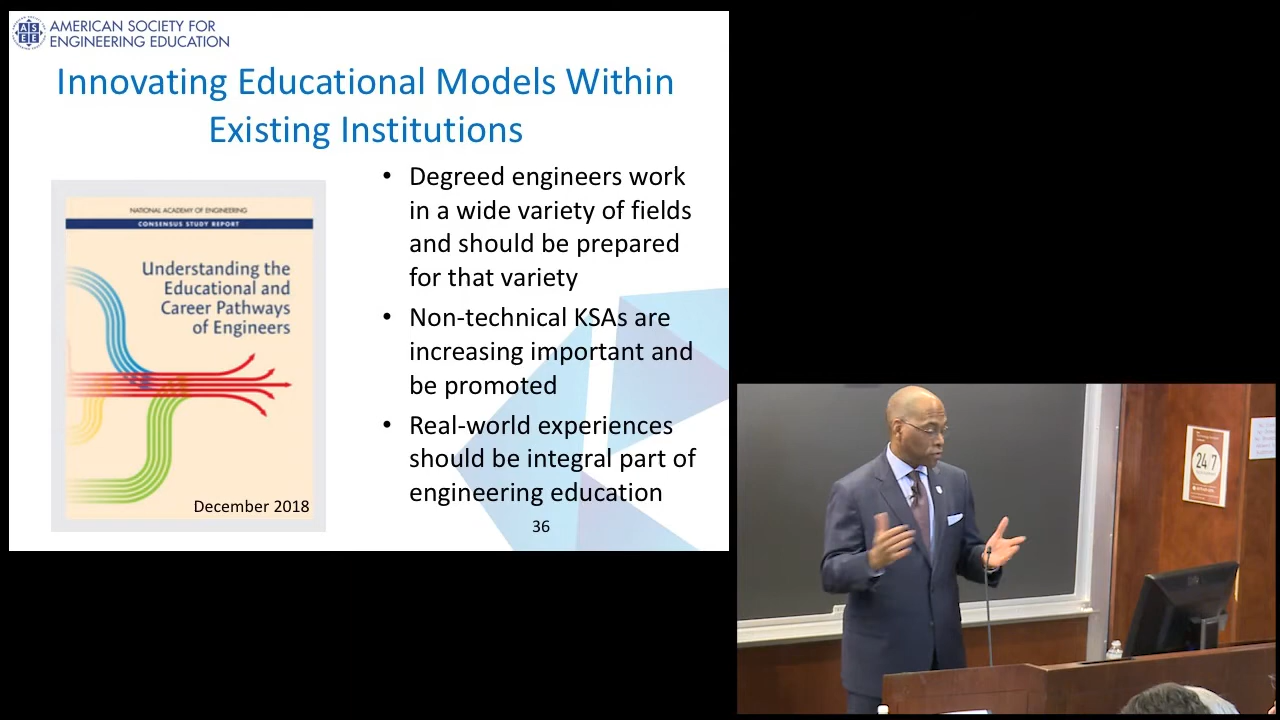 AMERICAN SOCIETY FOR
ENGINEERING EDUCATION
Innovating Educational Models Within
Existing Institutions
NATIONAL ACADEMY OF ENGINEERING
CONSENSUS STUDY REPORT
Understanding the
Educational and
Career Pathways
of Engineers
December 2018
• Degreed engineers work
in a wide variety of fields
and should be prepared
for that variety
• Non-technical KSAs are
increasing important and
be promoted
• Real-world experiences
should be integral part of
engineering education
36
24 7